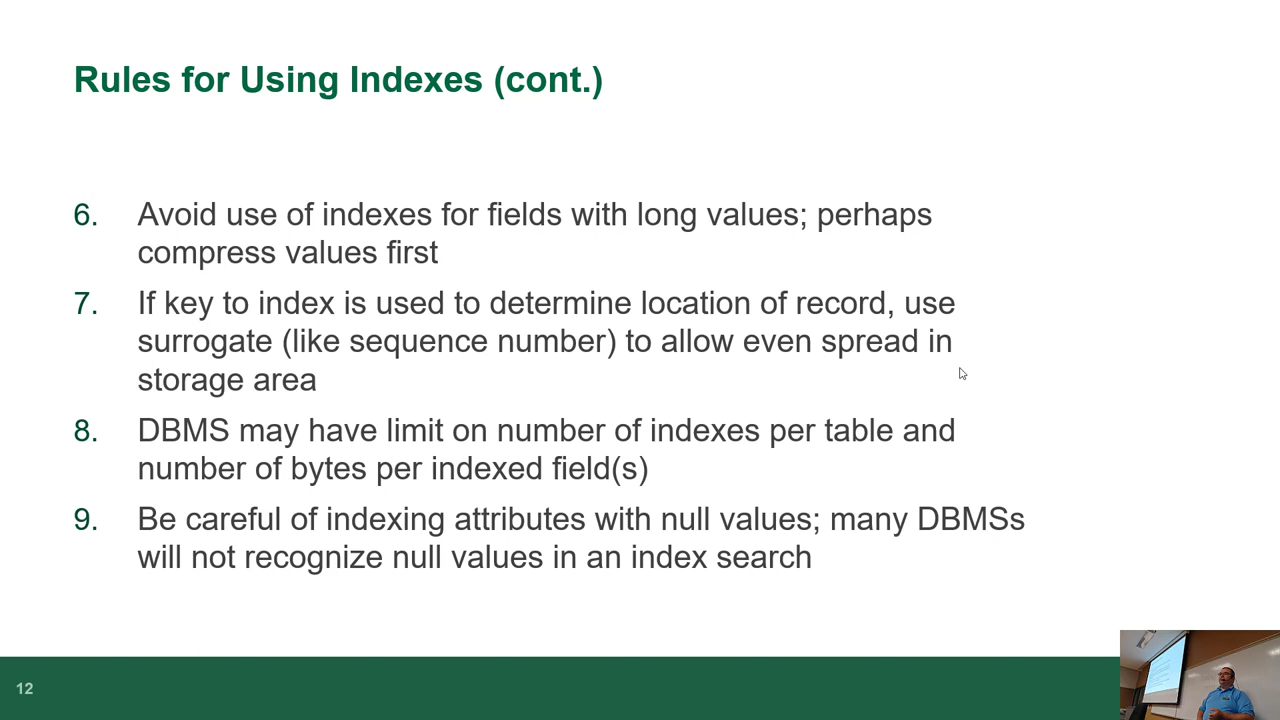 Rules for Using Indexes (cont.)
6. Avoid use of indexes for fields with long values; perhaps
compress values first
7. If key to index is used to determine location of record, use
surrogate (like sequence number) to allow even spread in
storage area
8. DBMS may have limit on number of indexes per table and
number of bytes per indexed field(s)
9. Be careful of indexing attributes with null values; many DBMSs
will not recognize null values in an index search
12